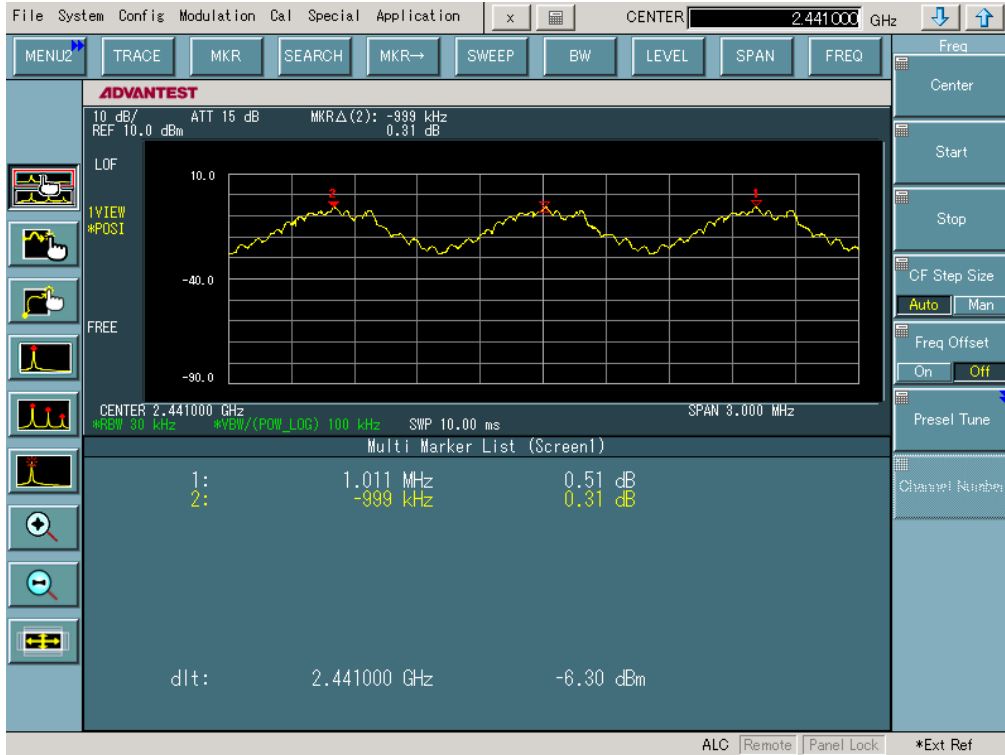 File System Config Modulation Cal Special Application x CENTER 2.441000 GHz
MENU2 TRACE MKR SEARCH MKR→ SWEEP BW LEVEL SPAN FREQ
Freq
Center
Start
Stop
CF Step Size
Auto Man
Freq Offset
On Off
Presel Tune
Channel Number
ADVANTEST
10 dB/ ATT 15 dB MKRΔ(2): -999 kHz
REF 10.0 dBm 0.31 dB
LOF
10.0
2 1
1VIEW
*POSI
-40.0
FREE
-90.0
CENTER 2.441000 GHz SPAN 3.000 MHz
*RBW 30 kHz *VBW/(POW_LOG) 100 kHz SWP 10.00 ms
Multi Marker List (Screen1)
1: 1.011 MHz 0.51 dB
2: -999 kHz 0.31 dB
dlt: 2.441000 GHz -6.30 dBm
ALC Remote Panel Lock *Ext Ref